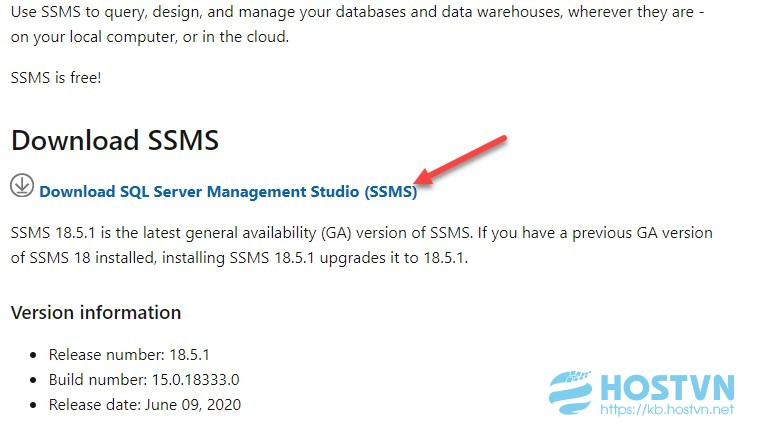 Use SSMS to query, design, and manage your databases and data warehouses, wherever they are -
on your local computer, or in the cloud.
SSMS is free!
Download SSMS
Download SQL Server Management Studio (SSMS)
SSMS 18.5.1 is the latest general availability (GA) version of SSMS. If you have a previous GA version
of SSMS 18 installed, installing SSMS 18.5.1 upgrades it to 18.5.1.
Version information
• Release number: 18.5.1
• Build number: 15.0.18333.0
• Release date: June 09, 2020
HOSTVN
https://kb.hostvn.net